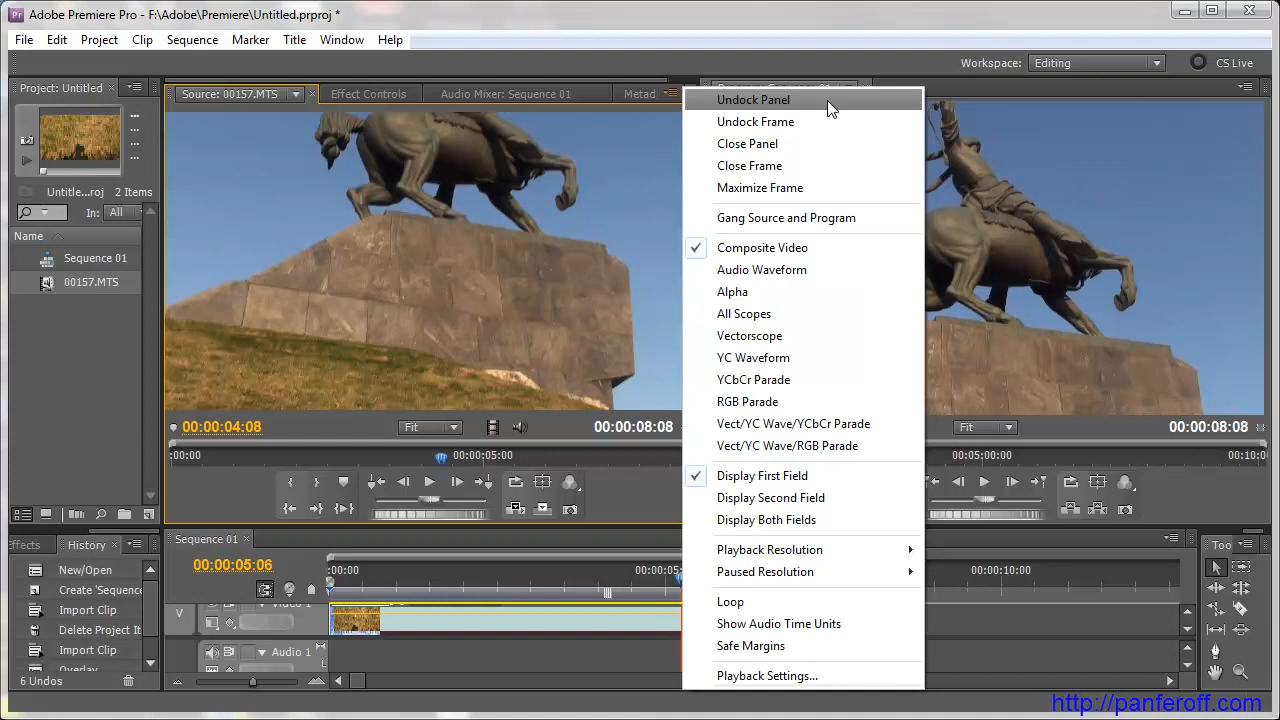 Pr Adobe Premiere Pro - F:\Adobe\Premiere\Untitled.prproj *
File Edit Project Clip Sequence Marker Title Window Help
Workspace: Editing CS Live
Project: Untitled
Source: 00157.MTS Effect Controls Audio Mixer: Sequence 01 Metad
Untitle...roj 2 Items
In: All
Name
Sequence 01
00157.MTS
Undock Panel
Undock Frame
Close Panel
Close Frame
Maximize Frame
Gang Source and Program
Composite Video
Audio Waveform
Alpha
All Scopes
Vectorscope
YC Waveform
YCbCr Parade
RGB Parade
Vect/YC Wave/YCbCr Parade
Vect/YC Wave/RGB Parade
Display First Field
Display Second Field
Display Both Fields
Playback Resolution
Paused Resolution
Loop
Show Audio Time Units
Safe Margins
Playback Settings...
00:00:04:08 Fit 00:00:08:08
:00:00 00:00:05:00
Fit 00:00:08:08
00:05:00:00 00:10:0
ffects History
New/Open
Create 'Sequenc
Import Clip
Delete Project It
Import Clip
Overlay
6 Undos
Sequence 01
00:00:05:06
:00:00 00:00:05 00:00:10:00
V Video 1
Audio 1
Too
http://panferoff.com